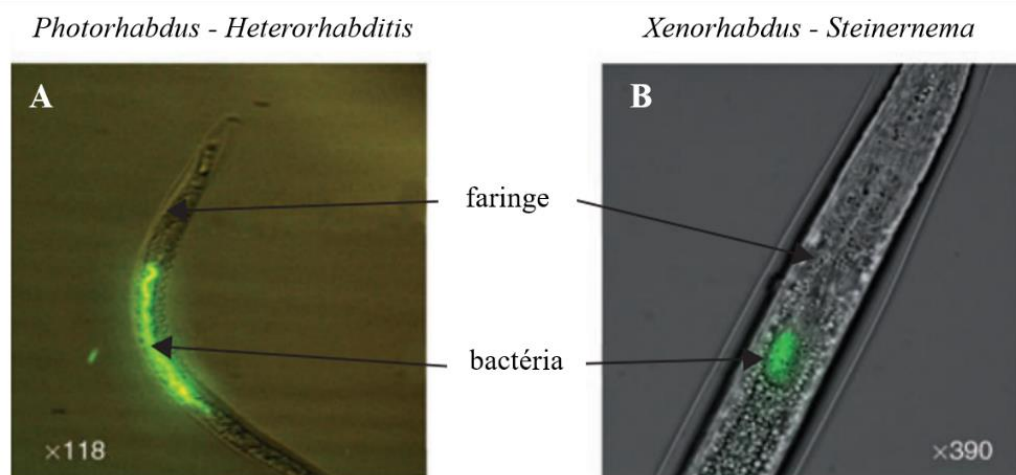 Photorhabdus - Heterorhabditis
Xenorhabdus - Steinernema
A
B
faringe
bactéria
×118
×390